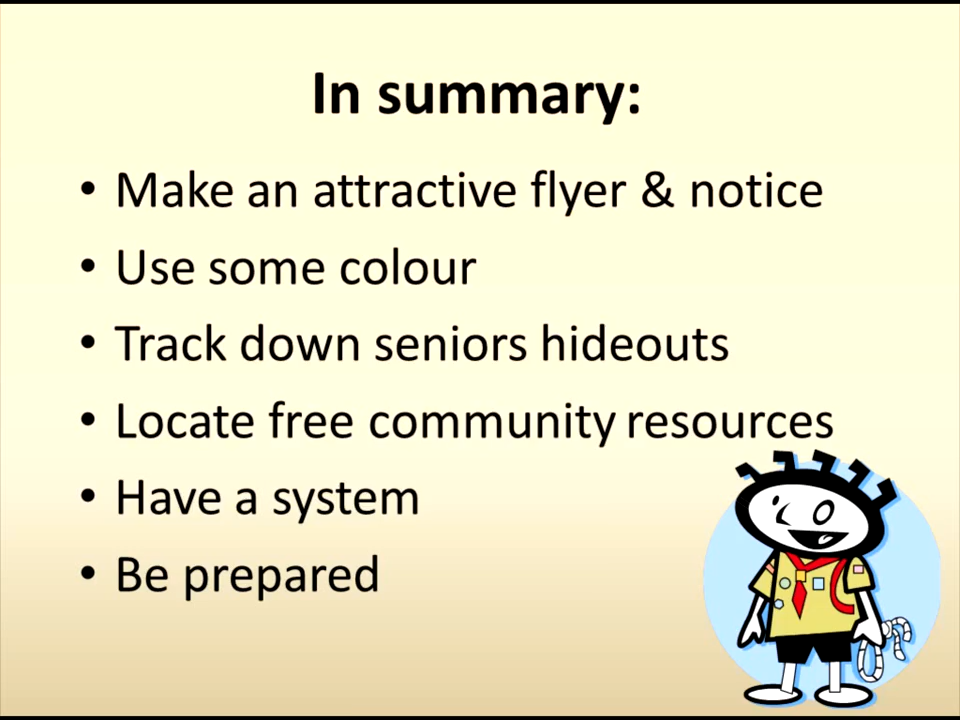 In summary:
• Make an attractive flyer & notice
• Use some colour
• Track down seniors hideouts
• Locate free community resources
• Have a system
• Be prepared